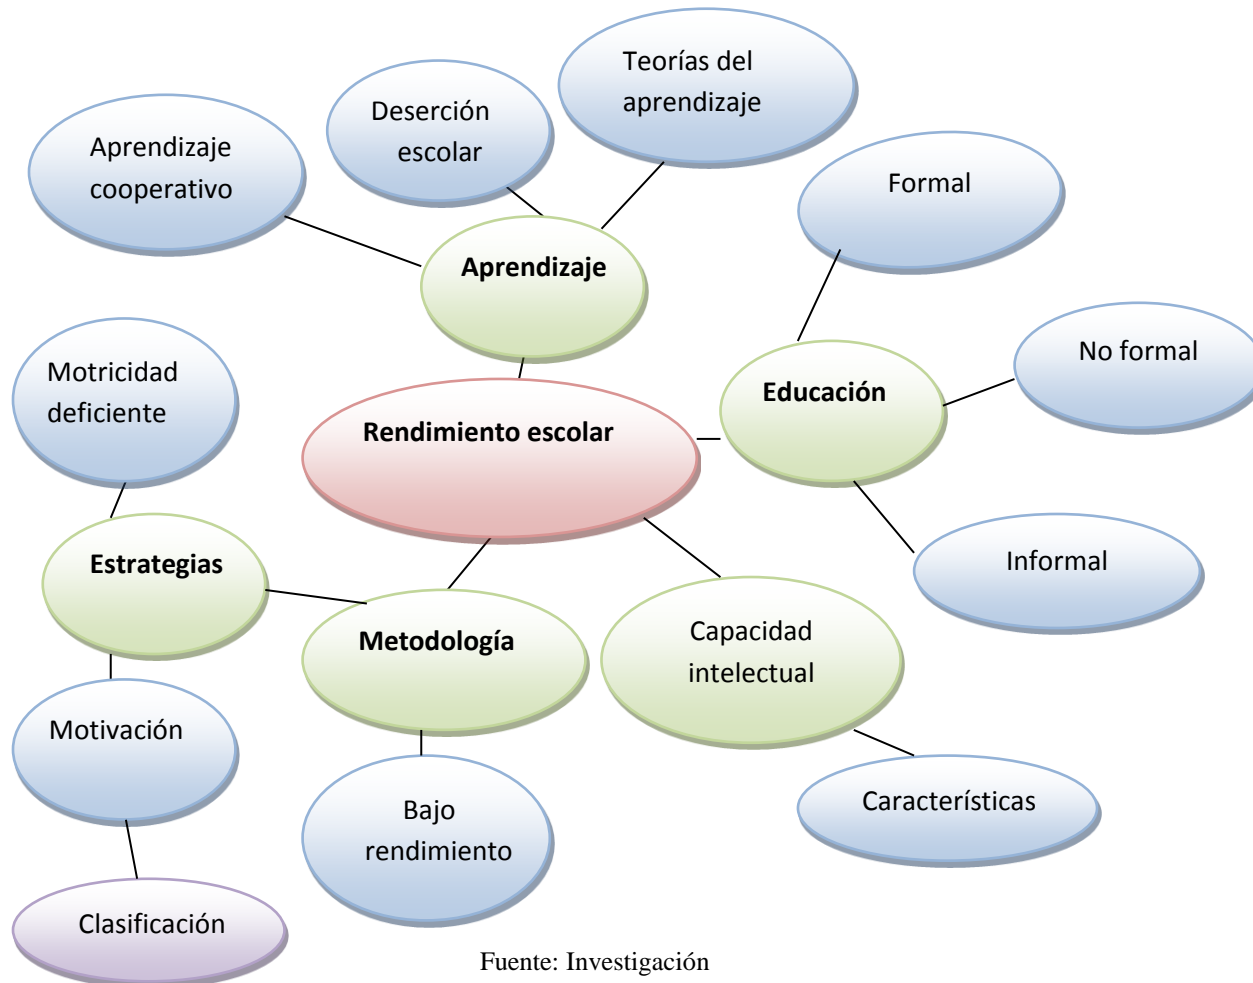 Teorías del
aprendizaje
Deserción
escolar
Aprendizaje
cooperativo
Formal
Aprendizaje
No formal
Motricidad
deficiente
Educación
Rendimiento escolar
Informal
Estrategias
Capacidad
intelectual
Metodología
Motivación
Características
Bajo
rendimiento
Clasificación
Fuente: Investigación